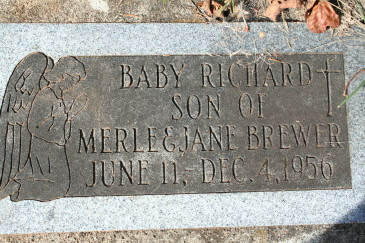 BABY RICHARD
SON OF
MERLE & JANE BREWER
JUNE 11,-DEC. 4, 1956